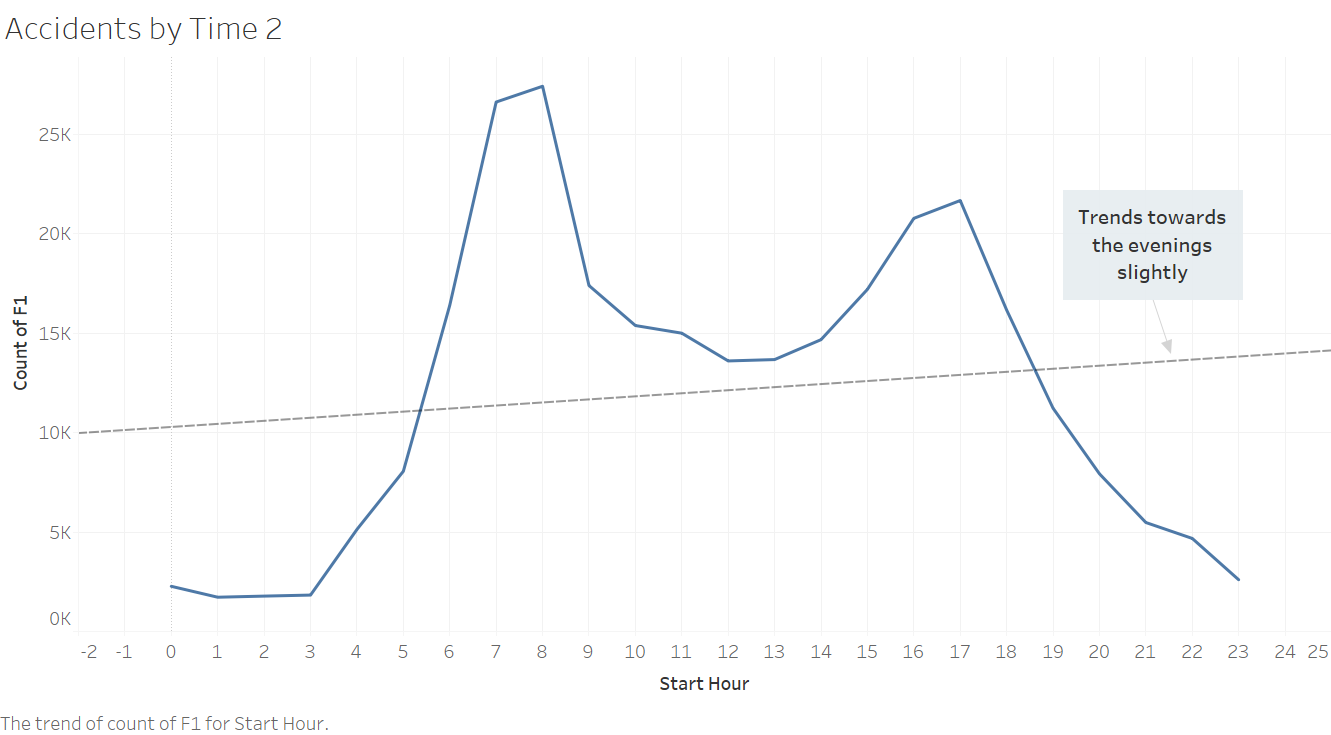 Accidents by Time 2
25K
20K
15K
10K
5K
0K
Count of F1
Trends towards
the evenings
slightly
-2 -1 0 1 2 3 4 5 6 7 8 9 10 11 12 13 14 15 16 17 18 19 20 21 22 23 24 25
Start Hour
The trend of count of F1 for Start Hour.